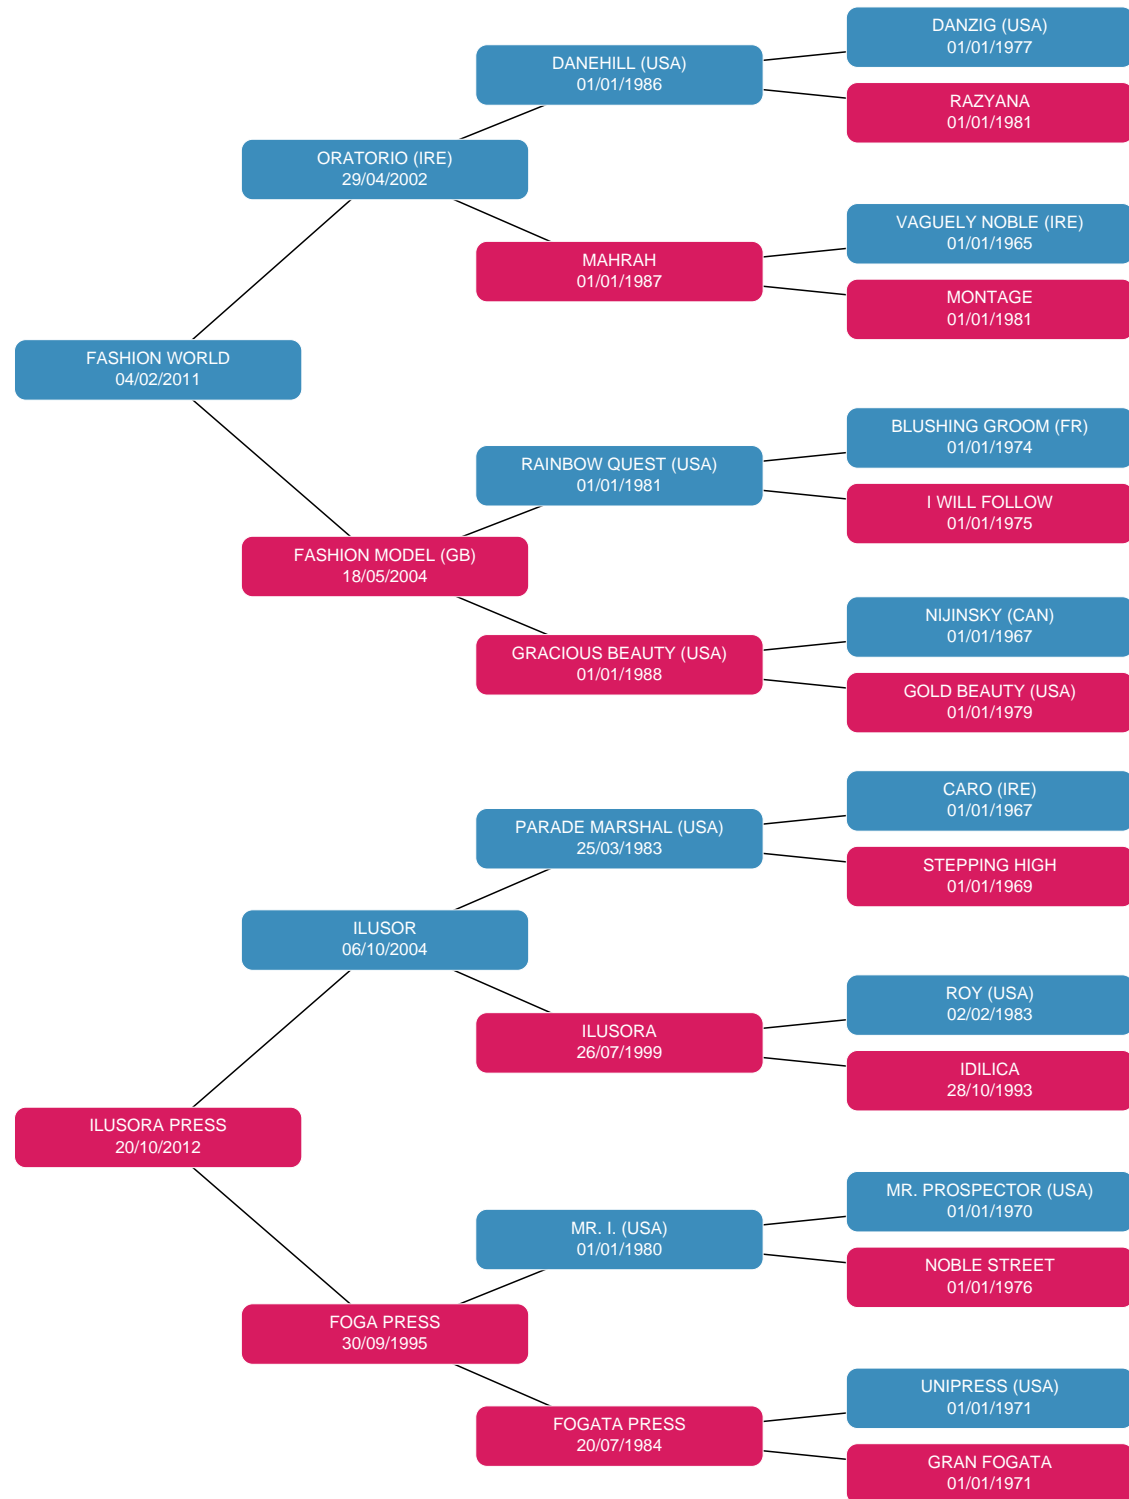 DANZIG (USA)
01/01/1977
DANEHILL (USA)
01/01/1986
RAZYANA
01/01/1981
ORATORIO (IRE)
29/04/2002
VAGUELY NOBLE (IRE)
01/01/1965
MAHRAH
01/01/1987
MONTAGE
01/01/1981
FASHION WORLD
04/02/2011
BLUSHING GROOM (FR)
01/01/1974
RAINBOW QUEST (USA)
01/01/1981
I WILL FOLLOW
01/01/1975
FASHION MODEL (GB)
18/05/2004
NIJINSKY (CAN)
01/01/1967
GRACIOUS BEAUTY (USA)
01/01/1988
GOLD BEAUTY (USA)
01/01/1979
CARO (IRE)
01/01/1967
PARADE MARSHAL (USA)
25/03/1983
STEPPING HIGH
01/01/1969
ILUSOR
06/10/2004
ROY (USA)
02/02/1983
ILUSORA
26/07/1999
IDILICA
28/10/1993
ILUSORA PRESS
20/10/2012
MR. PROSPECTOR (USA)
01/01/1970
MR. I. (USA)
01/01/1980
NOBLE STREET
01/01/1976
FOGA PRESS
30/09/1995
UNIPRESS (USA)
01/01/1971
FOGATA PRESS
20/07/1984
GRAN FOGATA
01/01/1971